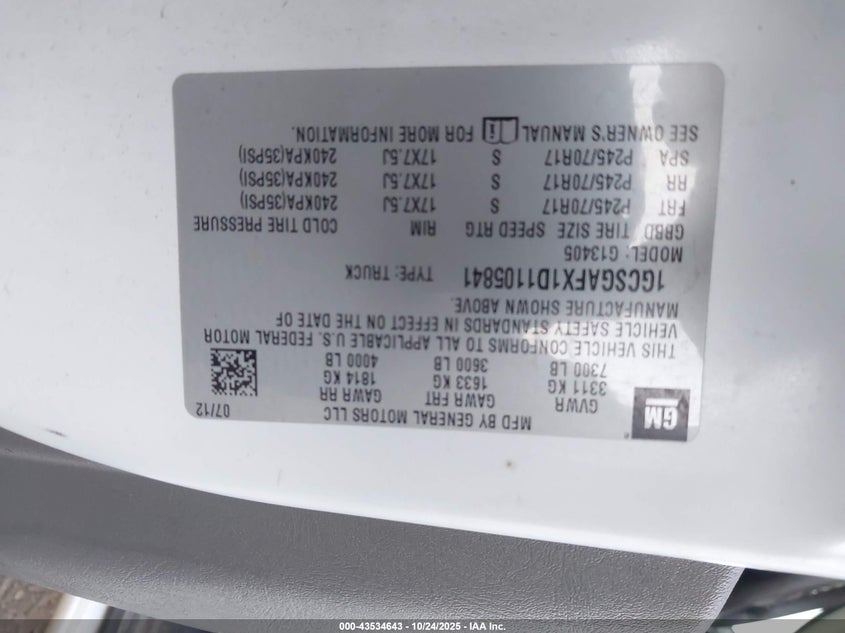 GM
MFD BY GENERAL MOTORS LLC 07/12
GVWR GAWR FRT GAWR RR
3311 KG 1633 KG 1814 KG
7300 LB 3600 LB 4000 LB
THIS VEHICLE CONFORMS TO ALL APPLICABLE U.S. FEDERAL MOTOR
VEHICLE SAFETY STANDARDS IN EFFECT ON THE DATE OF
MANUFACTURE SHOWN ABOVE.
1GCSGAFX1D1105841 TYPE: TRUCK
MODEL: G13405
GBBD TIRE SIZE SPEED RTG RIM COLD TIRE PRESSURE
FRT P245/70R17 S 17X7.5J 240KPA(35PSI)
RR P245/70R17 S 17X7.5J 240KPA(35PSI)
SPA P245/70R17 S 17X7.5J 240KPA(35PSI)
SEE OWNER'S MANUAL FOR MORE INFORMATION.
000-43534643 - 10/24/2025 - IAA Inc.